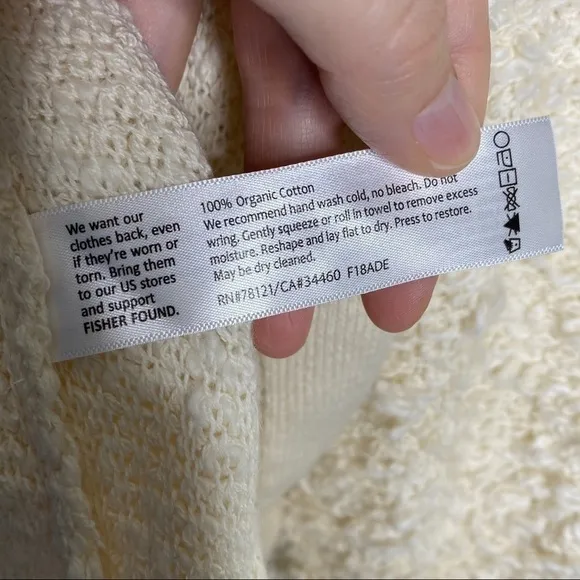 We want our
clothes back, even
if they're worn or
torn. Bring them
to our US stores
and support
FISHER FOUND.
100% Organic Cotton
We recommend hand wash cold, no bleach. Do not
wring. Gently squeeze or roll in towel to remove excess
moisture. Reshape and lay flat to dry. Press to restore.
May be dry cleaned.
RN#78121/CA#34460 F18ADE